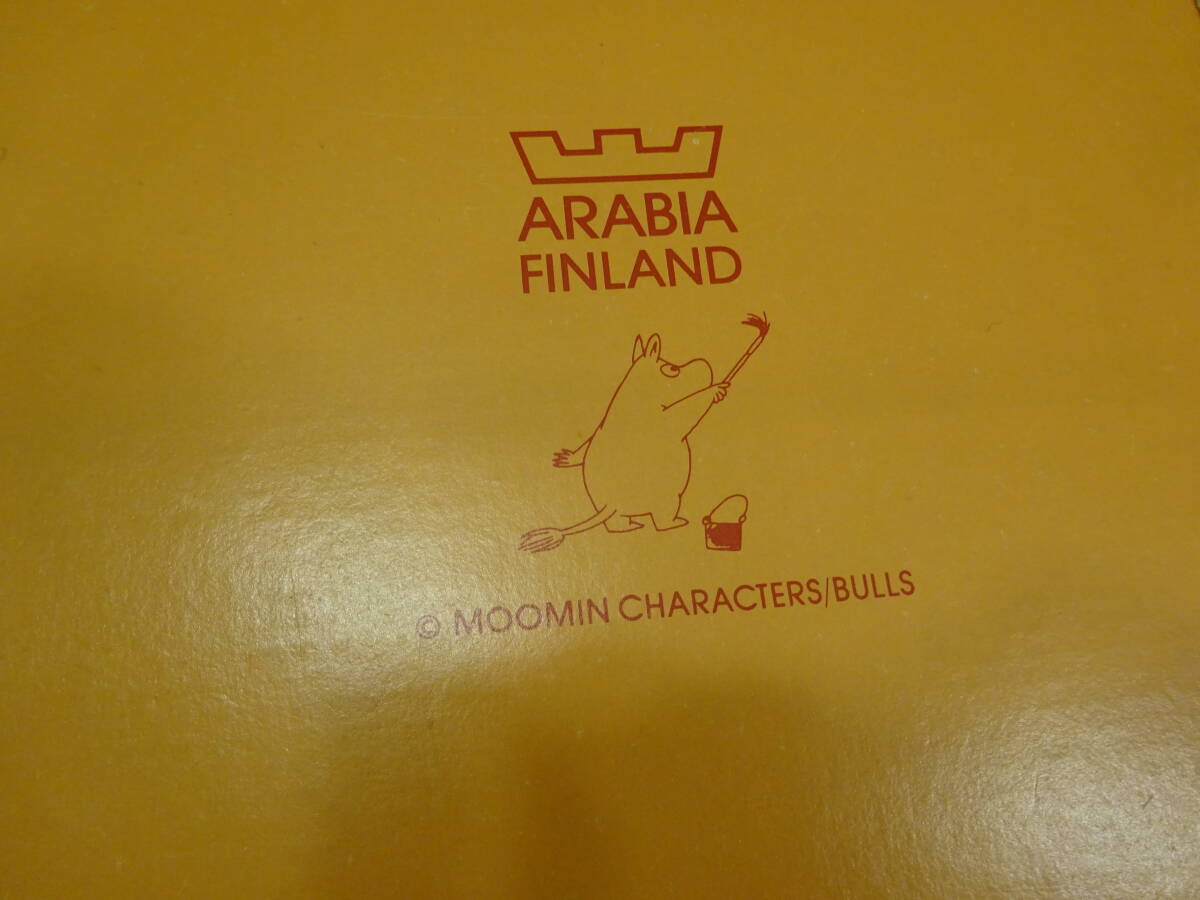 ARABIA
FINLAND
© MOOMIN CHARACTERS/BULLS